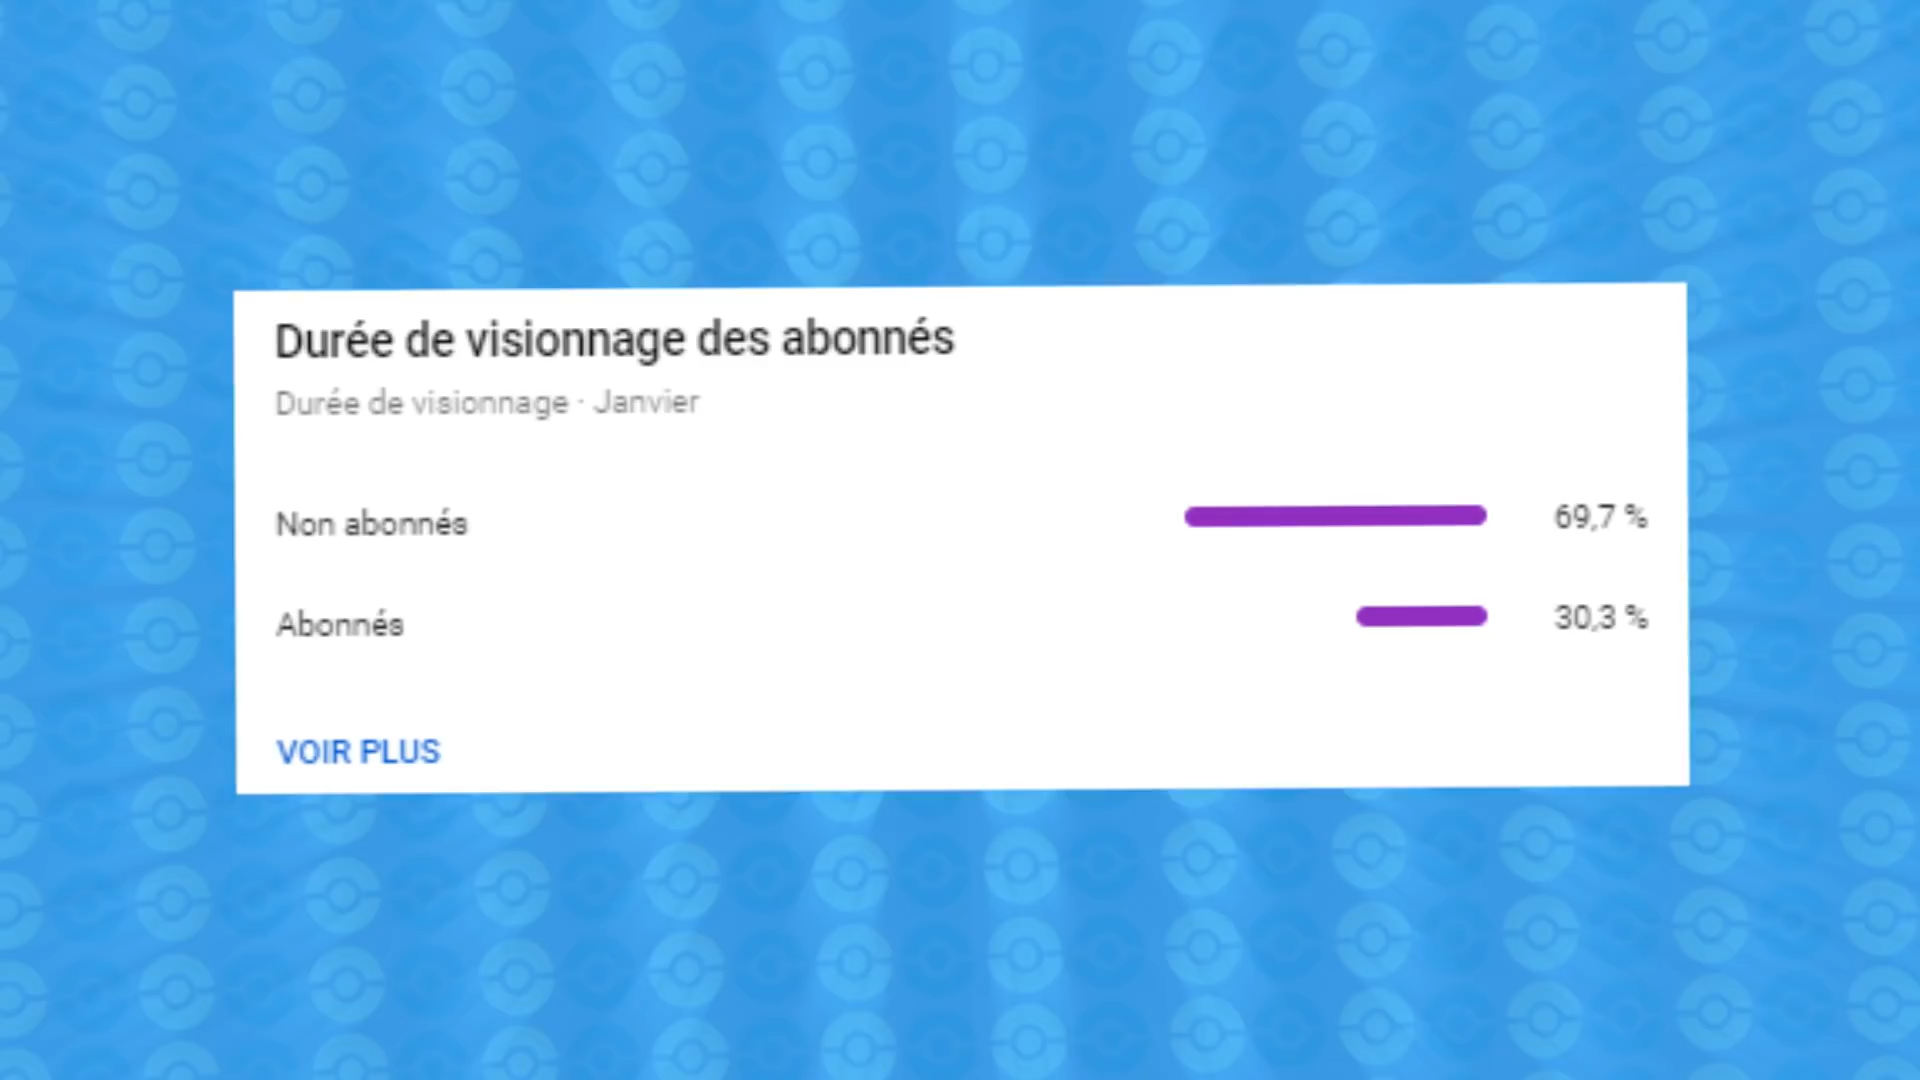 Durée de visionnage des abonnés
Durée de visionnage · Janvier
Non abonnés 69,7 %
Abonnés 30,3 %
VOIR PLUS